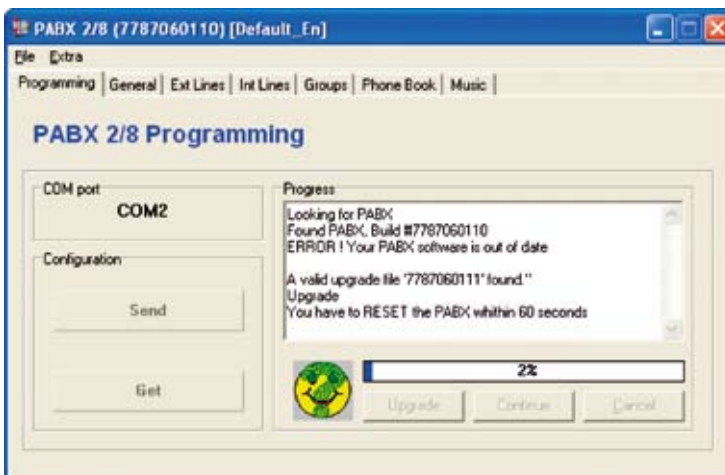 PABX 2/8 (7787060110) [Default_En]
File Extra
Programming General Ext Lines Int Lines Groups Phone Book Music
PABX 2/8 Programming
COM port
COM2
Configuration
Send
Get
Progress
Looking for PABX
Found PABX, Build #7787060110
ERROR ! Your PABX software is out of date
A valid upgrade file '7787060111' found."
Upgrade
You have to RESET the PABX whithin 60 seconds
2%
Upgrade Continue Cancel